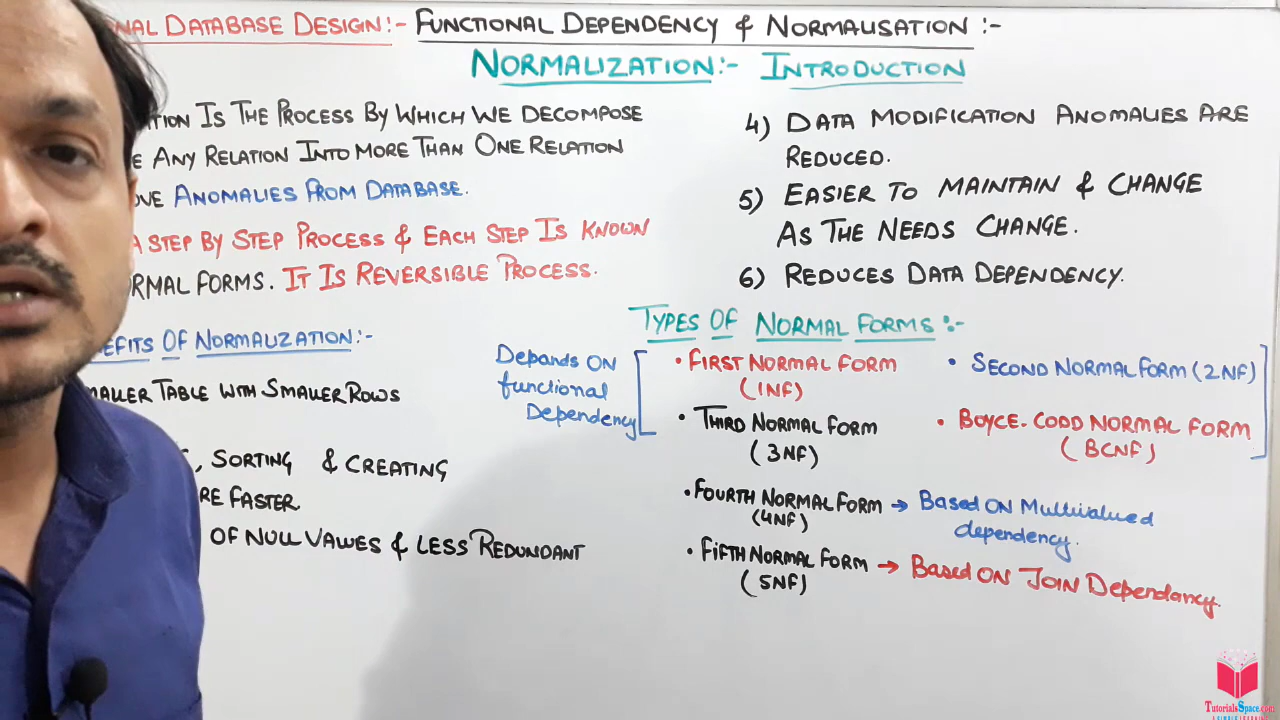 NAL DATABASE DESIGN:- FUNCTIONAL DEPENDENCY & NORMALISATION :-
NORMALIZATION:- INTRODUCTION
TION IS THE PROCESS BY WHICH WE DECOMPOSE
E ANY RELATION INTO MORE THAN ONE RELATION
OVE ANOMALIES FROM DATABASE.
A STEP BY STEP PROCESS & EACH STEP IS KNOWN
RMAL FORMS. IT IS REVERSIBLE PROCESS.
EFITS OF NORMALIZATION:-
MALLER TABLE WITH SMALLER ROWS
, SORTING & CREATING
RE FASTER.
OF NULL VALUES & LESS REDUNDANT
4) DATA MODIFICATION ANOMALIES ARE
REDUCED.
5) EASIER TO MAINTAIN & CHANGE
AS THE NEEDS CHANGE.
6) REDUCES DATA DEPENDENCY.
TYPES OF NORMAL FORMS :-
Depands ON
functional
Dependency
• FIRST NORMAL FORM
(1NF)
• SECOND NORMAL FORM (2NF)
• THIRD NORMAL FORM
(3NF)
• BOYCE-CODD NORMAL FORM
(BCNF)
• FOURTH NORMAL FORM → Based ON Multivalued
(4NF) dependency.
• FIFTH NORMAL FORM → Based ON JOIN Dependancy.
(5NF)
TutorialsSpace.com